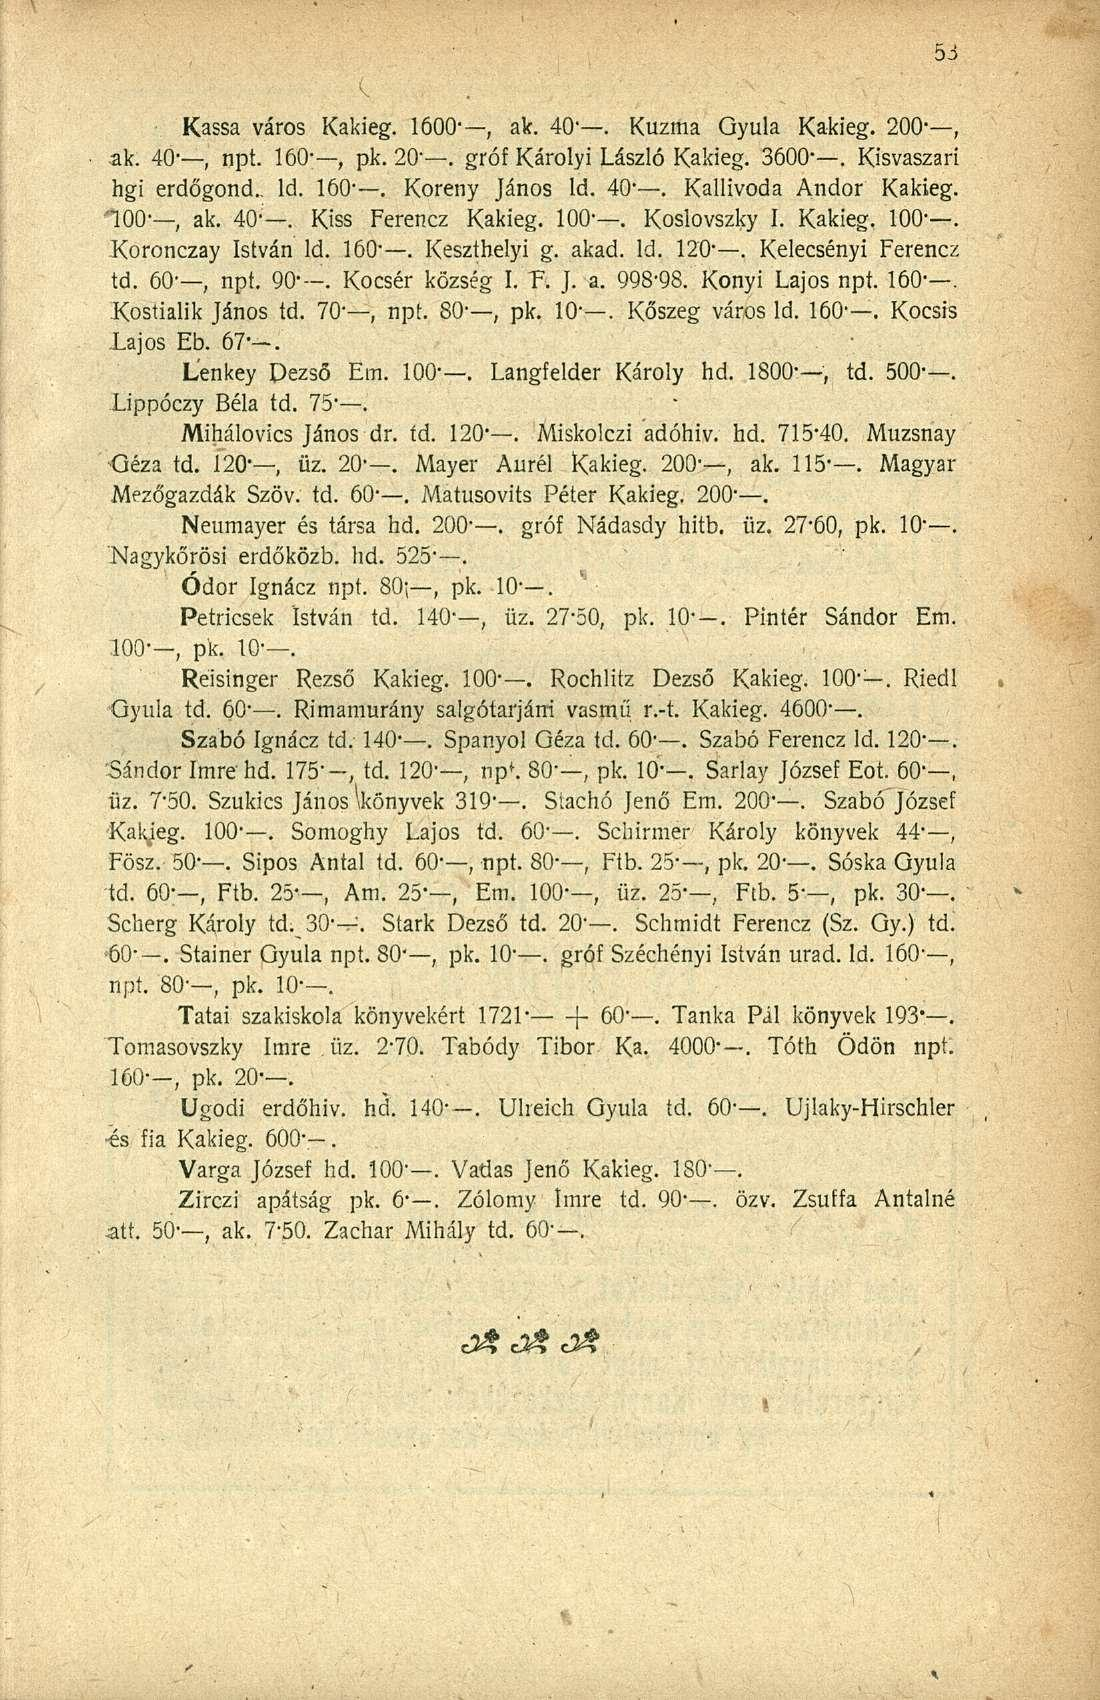 53
Kassa város Kakieg. 1600·—, ak. 40·—. Kuzma Gyula Kakieg. 200·—,
ak. 40·—, npt. 160·—, pk. 20·—. gróf Károlyi László Kakieg. 3600·—. Kisvaszari
hgi erdőgond. ld. 160·—. Koreny János ld. 40·—. Kallivoda Andor Kakieg.
100·—, ak. 40·—. Kiss Ferencz Kakieg. 100·—. Koslovszky I. Kakieg. 100·—.
Koronczay István ld. 160·—. Keszthelyi g. akad. ld. 120·—. Kelecsényi Ferencz
td. 60·—, npt. 90·—. Kocsér község I. F. J. a. 998·98. Konyi Lajos npt. 160·—.
Kostialik János td. 70·—, npt. 80·—, pk. 10·—. Kőszeg város ld. 160·—. Kocsis
Lajos Eb. 67·—.
Lenkey Dezső Em. 100·—. Langfelder Károly hd. 1800·—, td. 500·—.
Lippóczy Béla td. 75·—.
Mihálovics János dr. td. 120·—. Miskolczi adóhiv. hd. 715·40. Muzsnay
Géza td. 120·—, üz. 20·—. Mayer Aurél Kakieg. 200·—, ak. 115·—. Magyar
Mezőgazdák Szöv. td. 60·—. Matusovits Péter Kakieg. 200·—.
Neumayer és társa hd. 200·—. gróf Nádasdy hitb. üz. 27·60, pk. 10·—.
Nagykőrösi erdőközb. hd. 525·—.
Ódor Ignácz npt. 80;—, pk. 10·—.
Petricsek István td. 140·—, üz. 27·50, pk. 10·—. Pintér Sándor Em.
100·—, pk. 10·—.
Reisinger Rezső Kakieg. 100·—. Rochlitz Dezső Kakieg. 100·—. Riedl
Gyula td. 60·—. Rimamurány salgótarjáni vasmű r.-t. Kakieg. 4600·—.
Szabó Ignácz td. 140·—. Spanyol Géza td. 60·—. Szabó Ferencz ld. 120·—.
Sándor Imre hd. 175·—, td. 120·—, npt. 80·—, pk. 10·—. Sarlay József Eot. 60·—,
üz. 7·50. Szukics János könyvek 319·—. Stachó Jenő Em. 200·—. Szabó József
Kakieg. 100·—. Somoghy Lajos td. 60·—. Schirmer Károly könyvek 44·—,
Fösz. 50·—. Sipos Antal td. 60·—, npt. 80·—, Ftb. 25·—, pk. 20·—. Sóska Gyula
td. 60·—, Ftb. 25·—, Am. 25·—, Em. 100·—, üz. 25·—, Ftb. 5·—, pk. 30·—.
Scherg Károly td. 30·—. Stark Dezső td. 20·—. Schmidt Ferencz (Sz. Gy.) td.
60·—. Stainer Gyula npt. 80·—, pk. 10·—. gróf Széchényi István urad. ld. 160·—,
npt. 80·—, pk. 10·—.
Tatai szakiskola könyvekért 1721·— + 60·—. Tanka Pál könyvek 193·—.
Tomasovszky Imre üz. 2·70. Tabódy Tibor Ka. 4000·—. Tóth Ödön npt.
160·—, pk. 20·—.
Ugodi erdőhiv. hd. 140·—. Ulreich Gyula td. 60·—. Ujlaky-Hirschler
és fia Kakieg. 600·—.
Varga József hd. 100·—. Vadas Jenő Kakieg. 180·—.
Zirczi apátság pk. 6·—. Zólomy Imre td. 90·—. özv. Zsuffa Antalné
att. 50·—, ak. 7·50. Zachar Mihály td. 60·—.